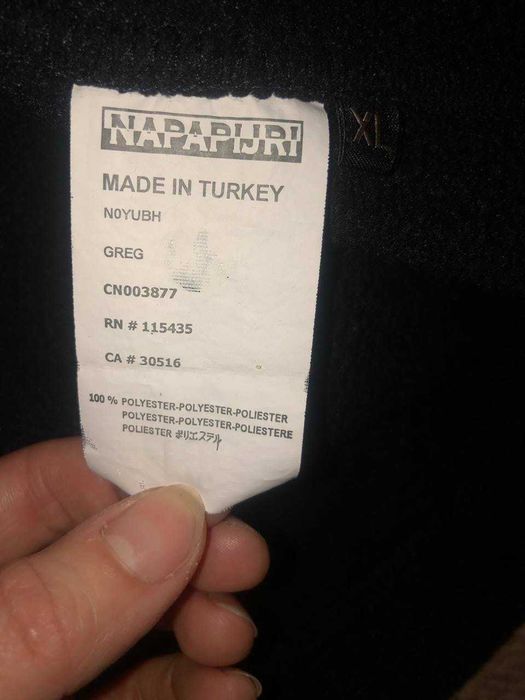 NAPAPIJRI
XL
MADE IN TURKEY
N0YUBH
GREG
CN003877
RN # 115435
CA # 30516
100 % POLYESTER-POLYESTER-POLIESTER
POLYESTER-POLYESTER-POLIESTERE
POLIESTER ポリエステル